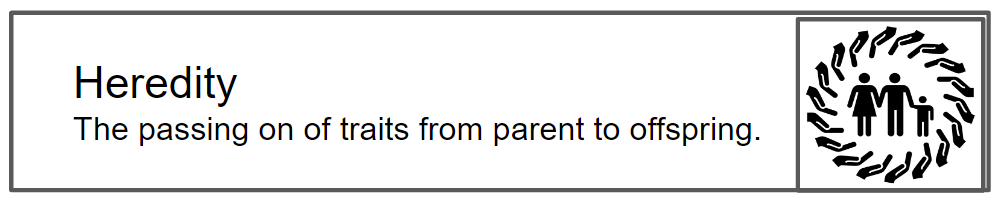 Heredity
The passing on of traits from parent to offspring.